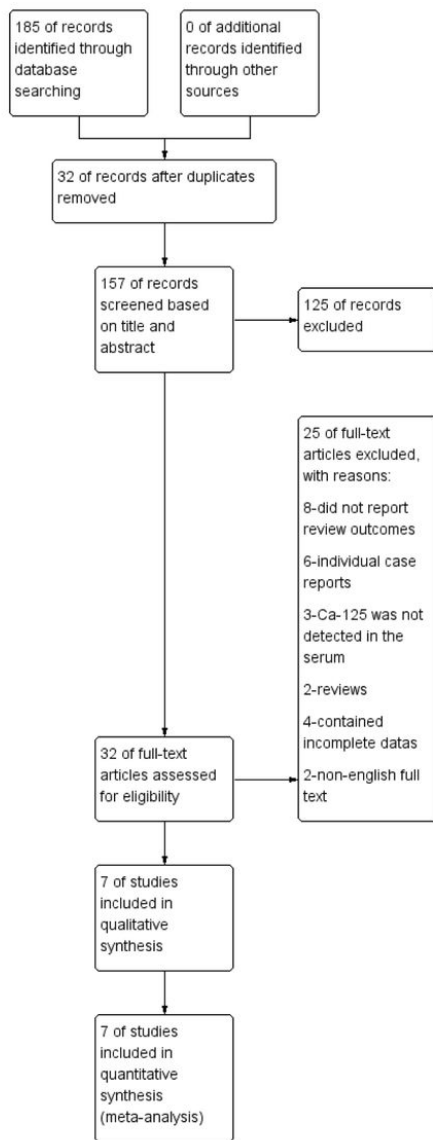 185 of records
identified through
database
searching
0 of additional
records identified
through other
sources
32 of records after duplicates
removed
157 of records
screened based
on title and
abstract
125 of records
excluded
25 of full-text
articles excluded,
with reasons:
8-did not report
review outcomes
6-individual case
reports
3-Ca-125 was not
detected in the
serum
2-reviews
4-contained
incomplete datas
2-non-english full
text
32 of full-text
articles assessed
for eligibility
7 of studies
included in
qualitative
synthesis
7 of studies
included in
quantitative
synthesis
(meta-analysis)